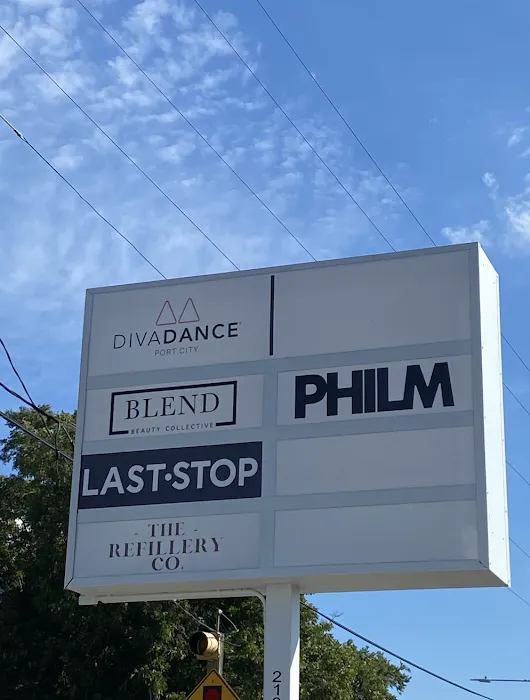 DIVADANCE
PORT CITY
BLEND
BEAUTY COLLECTIVE
PHILM
LAST·STOP
- THE -
REFILLERY
CO.